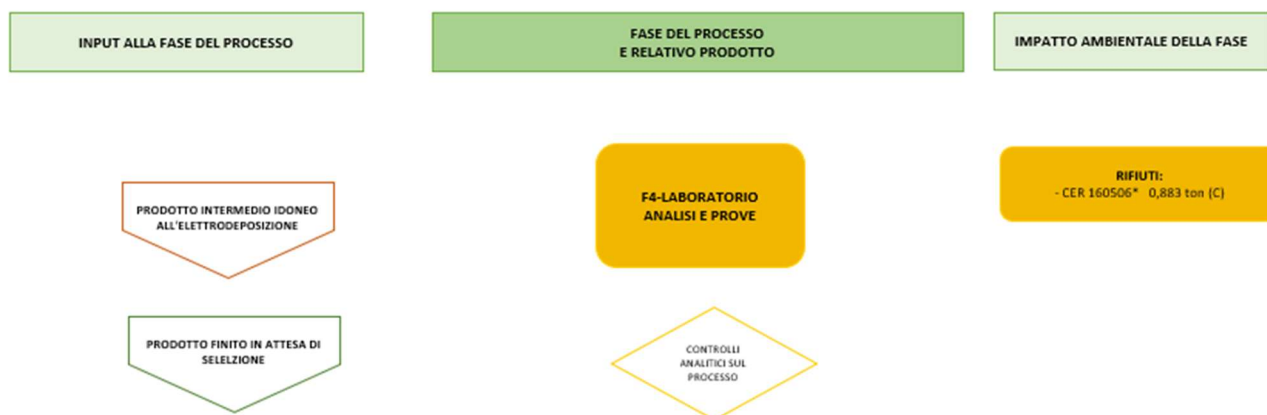 INPUT ALLA FASE DEL PROCESSO
FASE DEL PROCESSO
E RELATIVO PRODOTTO
IMPATTO AMBIENTALE DELLA FASE
PRODOTTO INTERMEDIO IDONEO
ALL'ELETTRODEPOSIZIONE
F4-LABORATORIO
ANALISI E PROVE
RIFIUTI:
- CER 160506* 0,883 ton (C)
PRODOTTO FINITO IN ATTESA DI
SELELZIONE
CONTROLLI
ANALITICI SUL
PROCESSO